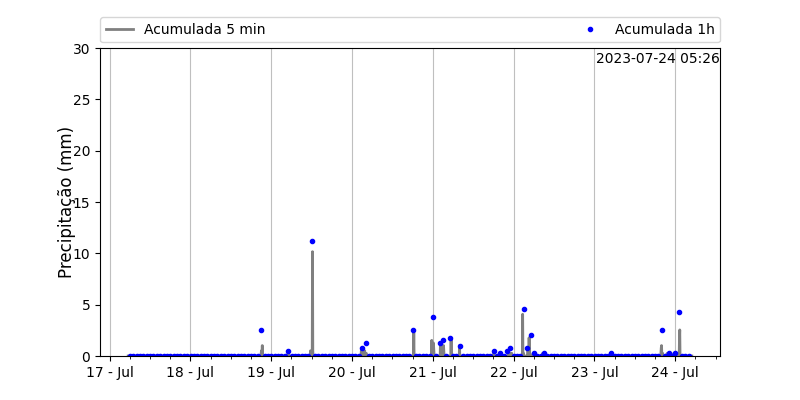 Acumulada 5 min
Acumulada 1h
2023-07-24 05:26
Precipitação (mm)
30
25
20
15
10
5
0
17 - Jul
18 - Jul
19 - Jul
20 - Jul
21 - Jul
22 - Jul
23 - Jul
24 - Jul